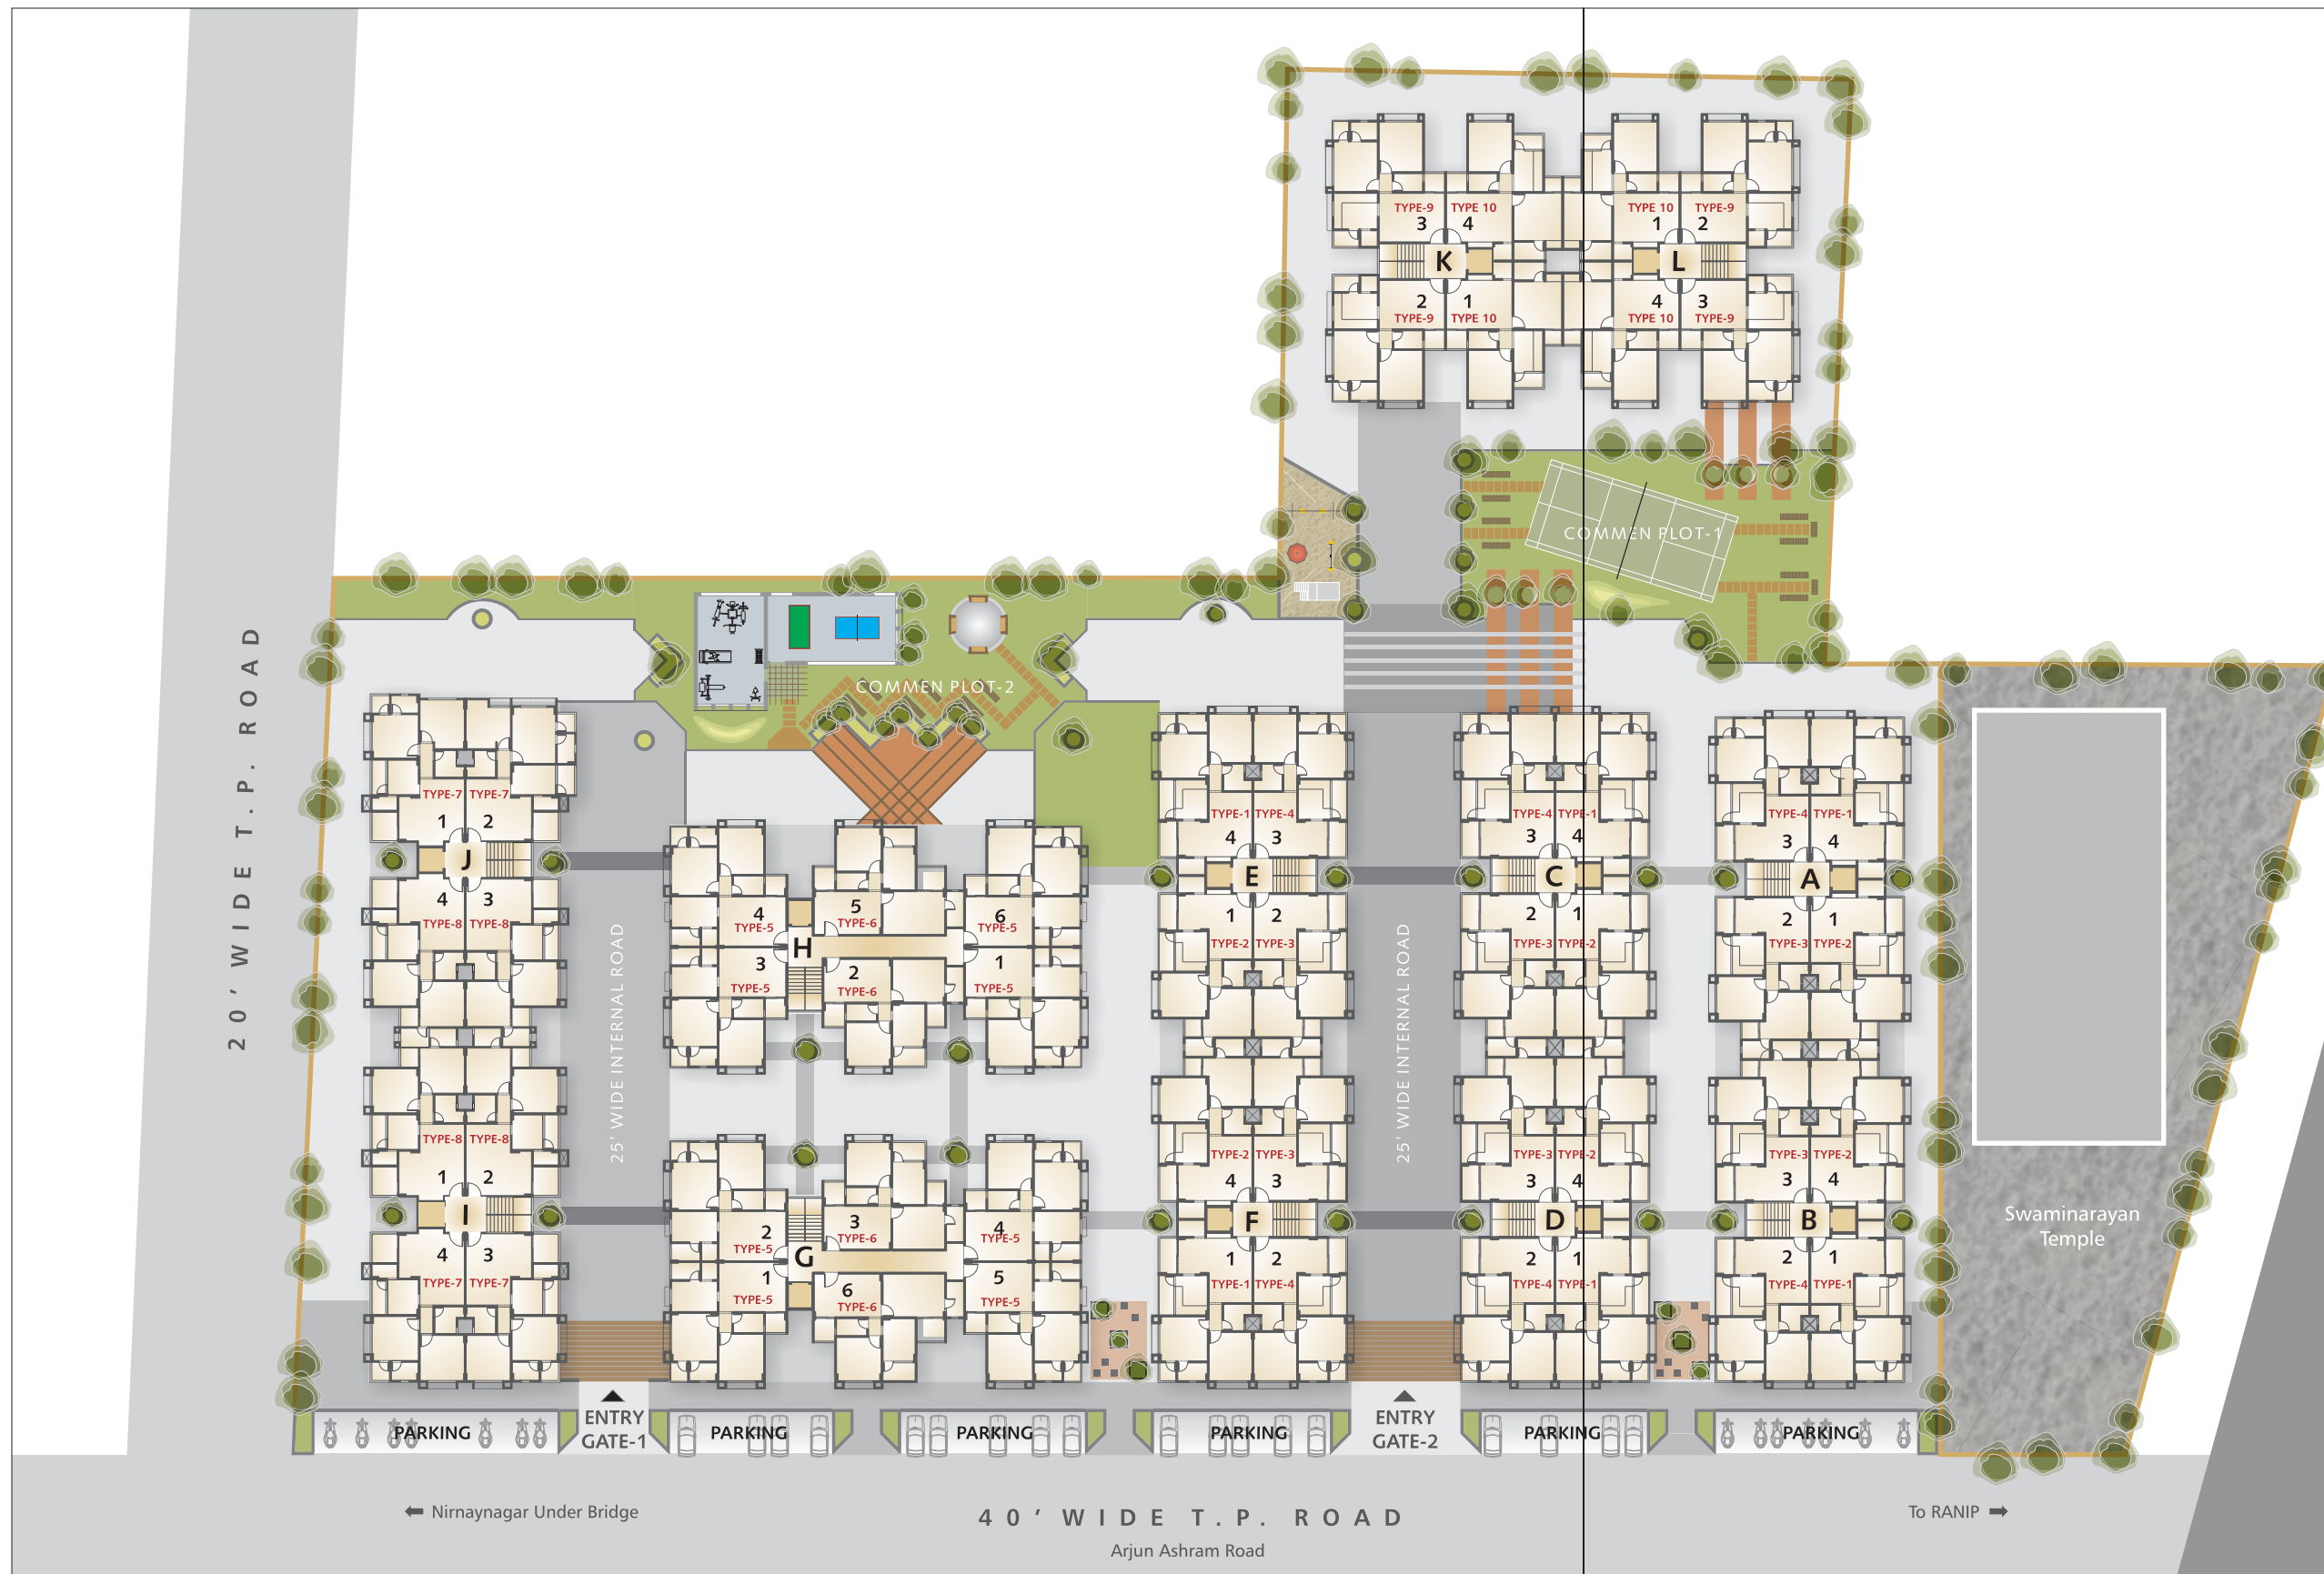 TYPE-9 TYPE 10 TYPE 10 TYPE-9
3 4 1 2
K L
2 1 4 3
TYPE-9 TYPE 10 TYPE 10 TYPE-9
COMMEN PLOT-1
COMMEN PLOT-2
20' WIDE T.P. ROAD
TYPE-7 TYPE-7
1 2
J
4 3
TYPE-8 TYPE-8
TYPE-8 TYPE-8
1 2
I
4 3
TYPE-7 TYPE-7
25' WIDE INTERNAL ROAD
4 5 6
TYPE-5 TYPE-6 TYPE-5
H
3 2 1
TYPE-5 TYPE-6 TYPE-5
2 3 4
TYPE-5 TYPE-6 TYPE-5
G
1 6 5
TYPE-5 TYPE-6 TYPE-5
TYPE-1 TYPE-4
4 3
E
1 2
TYPE-2 TYPE-3
TYPE-2 TYPE-3
4 3
F
1 2
TYPE-1 TYPE-4
25' WIDE INTERNAL ROAD
TYPE-4 TYPE-1
3 4
C
2 1
TYPE-3 TYPE-2
TYPE-3 TYPE-2
3 4
D
2 1
TYPE-4 TYPE-1
TYPE-4 TYPE-1
3 4
A
2 1
TYPE-3 TYPE-2
TYPE-3 TYPE-2
3 4
B
2 1
TYPE-4 TYPE-1
Swaminarayan
Temple
PARKING
ENTRY
GATE-1
PARKING
PARKING
PARKING
ENTRY
GATE-2
PARKING
PARKING
Nirnaynagar Under Bridge
40' WIDE T.P. ROAD
Arjun Ashram Road
To RANIP